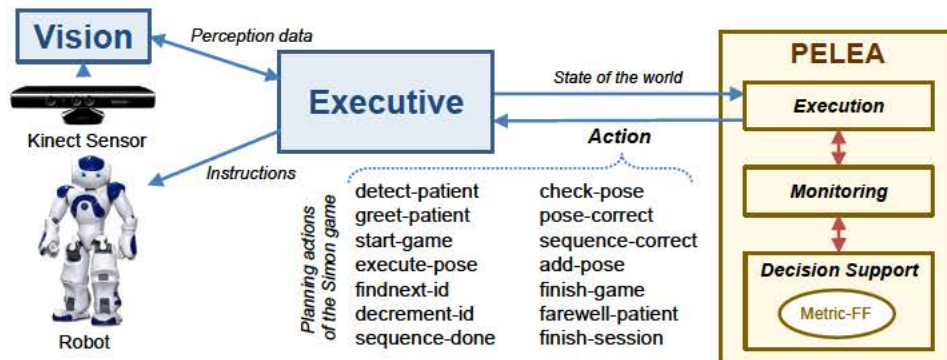 Vision
Perception data
Kinect Sensor
Executive
State of the world
Action
Instructions
Robot
Planning actions
of the Simon game
detect-patient
greet-patient
start-game
execute-pose
findnext-id
decrement-id
sequence-done
check-pose
pose-correct
sequence-correct
add-pose
finish-game
farewell-patient
finish-session
PELEA
Execution
Monitoring
Decision Support
Metric-FF